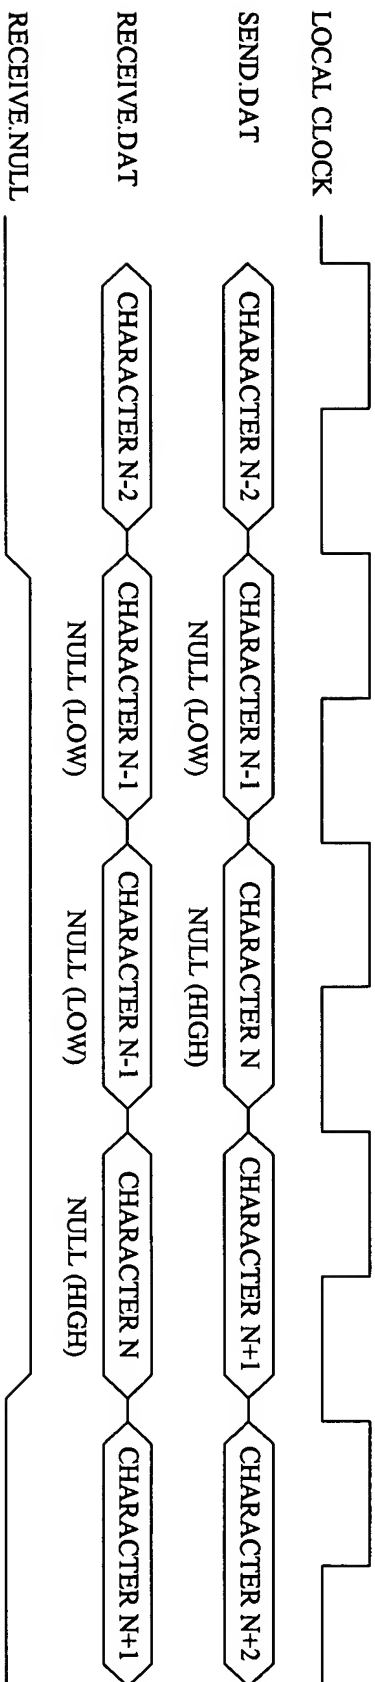 LOCAL CLOCK
SEND.DAT
CHARACTER N-2
CHARACTER N-1
CHARACTER N
CHARACTER N+1
CHARACTER N+2
NULL (LOW)
NULL (HIGH)
RECEIVE.DAT
CHARACTER N-2
CHARACTER N-1
CHARACTER N-1
CHARACTER N
CHARACTER N+1
NULL (LOW)
NULL (LOW)
NULL (HIGH)
RECEIVE.NULL